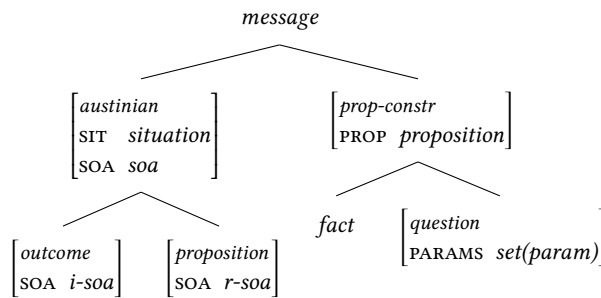 message
austinian
SIT situation
SOA soa
prop-constr
PROP proposition
outcome
SOA i-soa
proposition
SOA r-soa
fact
question
PARAMS set(param)